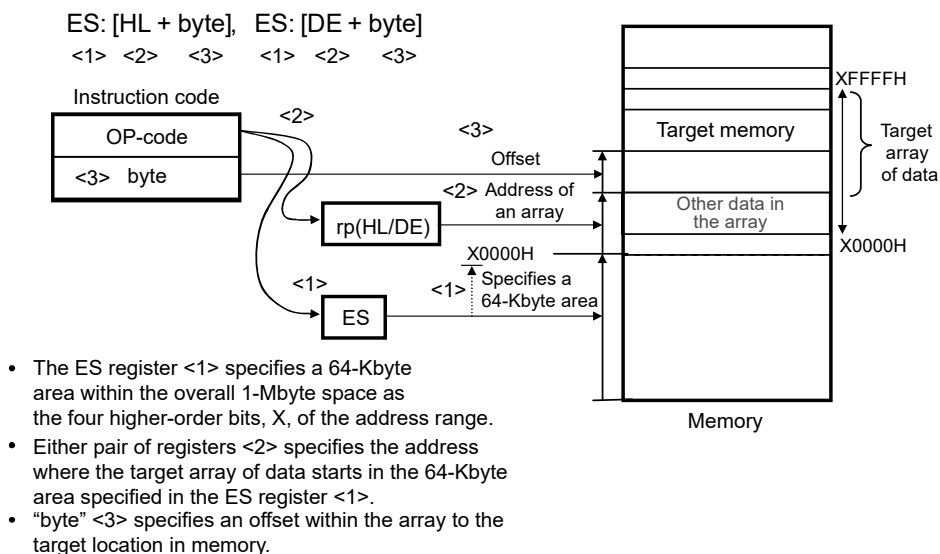 ES: [HL + byte], ES: [DE + byte]
<1> <2> <3> <1> <2> <3>
Instruction code
OP-code
<3> byte
<2>
<3>
Offset
<2> Address of
an array
rp(HL/DE)
X0000H
<1>
<1>
Specifies a
64-Kbyte area
ES
XFFFFH
Target memory
Target
array
of data
Other data in
the array
X0000H
Memory
• The ES register <1> specifies a 64-Kbyte
area within the overall 1-Mbyte space as
the four higher-order bits, X, of the address range.
• Either pair of registers <2> specifies the address
where the target array of data starts in the 64-Kbyte
area specified in the ES register <1>.
• “byte” <3> specifies an offset within the array to the
target location in memory.